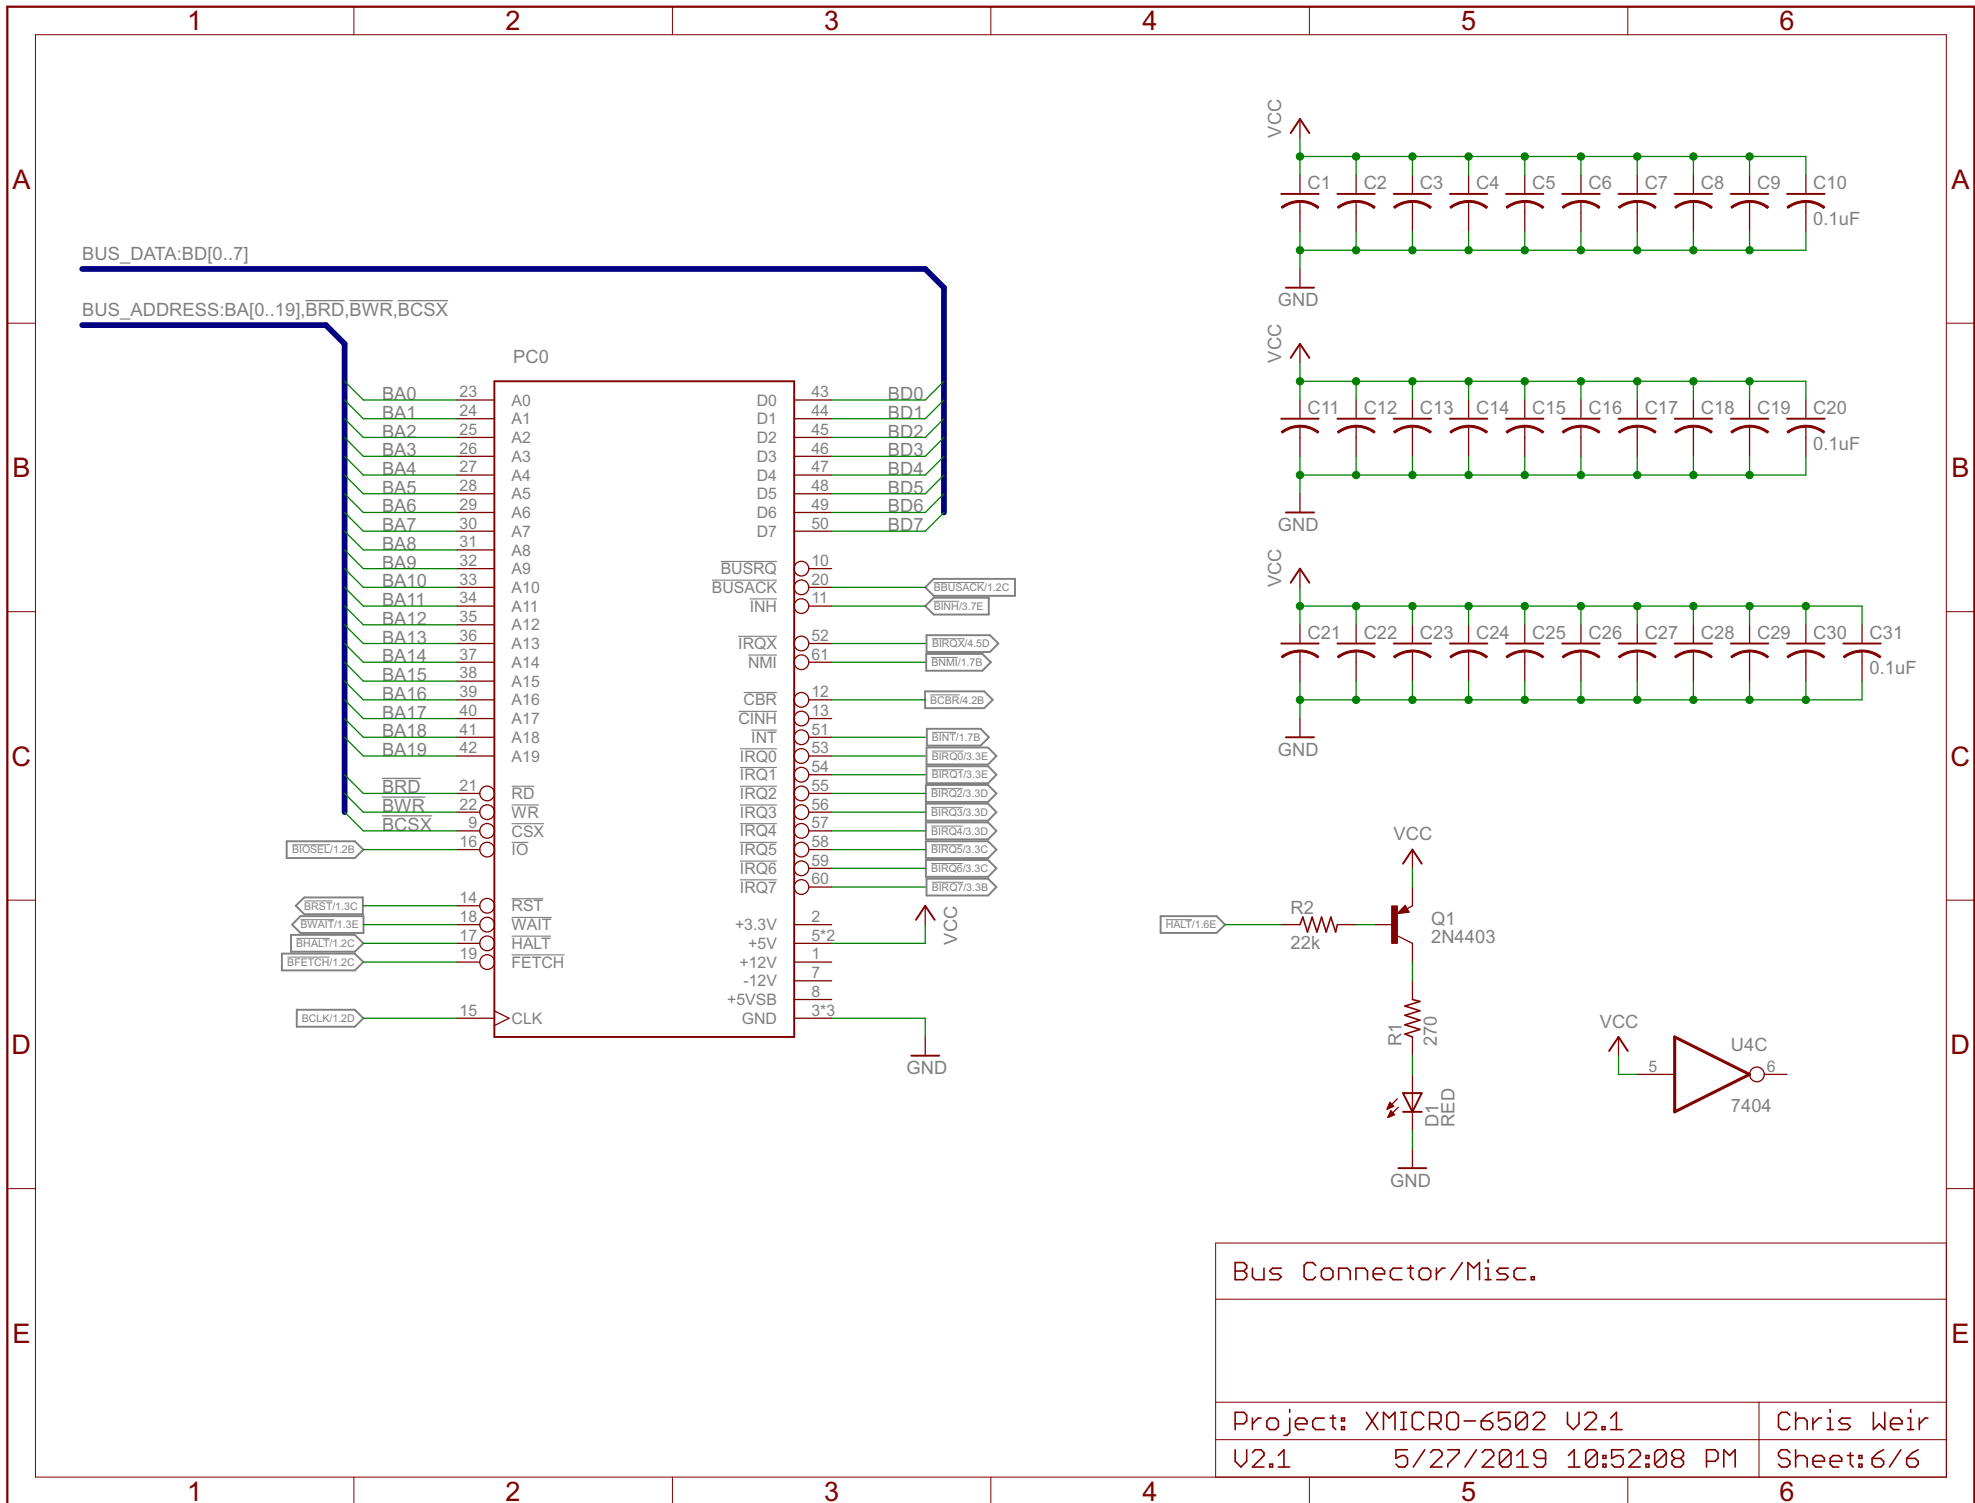 1 2 3 4 5 6
A A
B B
C C
D D
E E
1 2 3 4 5 6
BUS_DATA:BD[0..7]
BUS_ADDRESS:BA[0..19],BRD,BWR,BCSX
PC0
BA0 23 A0
BA1 24 A1
BA2 25 A2
BA3 26 A3
BA4 27 A4
BA5 28 A5
BA6 29 A6
BA7 30 A7
BA8 31 A8
BA9 32 A9
BA10 33 A10
BA11 34 A11
BA12 35 A12
BA13 36 A13
BA14 37 A14
BA15 38 A15
BA16 39 A16
BA17 40 A17
BA18 41 A18
BA19 42 A19
BRD 21 RD
BWR 22 WR
BCSX 9 CSX
BIOSEL/1.2B 16 IO
BRST/1.3C 14 RST
BWAIT/1.3E 18 WAIT
BHALT/1.2C 17 HALT
BFETCH/1.2C 19 FETCH
BCLK/1.2D 15 CLK
D0 43 BD0
D1 44 BD1
D2 45 BD2
D3 46 BD3
D4 47 BD4
D5 48 BD5
D6 49 BD6
D7 50 BD7
BUSRQ 10
BUSACK 20 BBUSACK/1.2C
INH 11 BINH/3.7E
IRQX 52 BIRQX/4.5D
NMI 61 BNMI/1.7B
CBR 12 BCBR/4.2B
CINH 13
INT 51 BINT/1.7B
IRQ0 53 BIRQ0/3.3E
IRQ1 54 BIRQ1/3.3E
IRQ2 55 BIRQ2/3.3D
IRQ3 56 BIRQ3/3.3D
IRQ4 57 BIRQ4/3.3D
IRQ5 58 BIRQ5/3.3C
IRQ6 59 BIRQ6/3.3C
IRQ7 60 BIRQ7/3.3B
+3.3V 2
+5V 5*2 VCC
+12V 1
-12V 7
+5VSB 8
GND 3*3
GND
VCC
C1 C2 C3 C4 C5 C6 C7 C8 C9 C10
0.1uF
GND
VCC
C11 C12 C13 C14 C15 C16 C17 C18 C19 C20
0.1uF
GND
VCC
C21 C22 C23 C24 C25 C26 C27 C28 C29 C30 C31
0.1uF
GND
VCC
HALT/1.6E R2 22k
Q1
2N4403
R1
270
D1
RED
GND
VCC
5 U4C 6
7404
Bus Connector/Misc.
Project: XMICRO-6502 V2.1 Chris Weir
V2.1 5/27/2019 10:52:08 PM Sheet:6/6